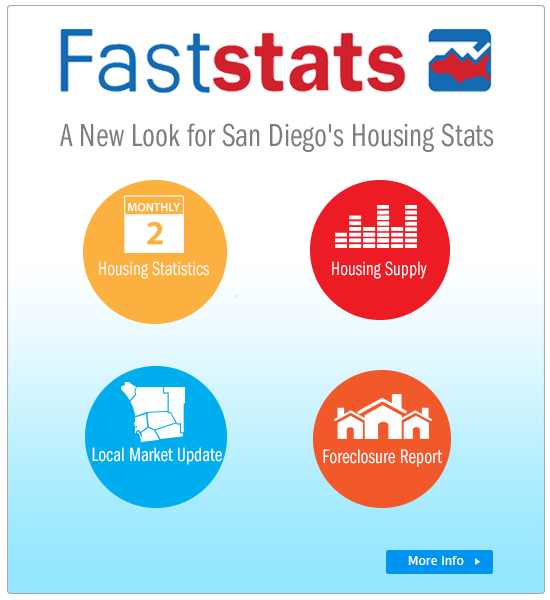 Faststats
A New Look for San Diego's Housing Stats
MONTHLY
2
Housing Statistics
Housing Supply
Local Market Update
Foreclosure Report
More Info